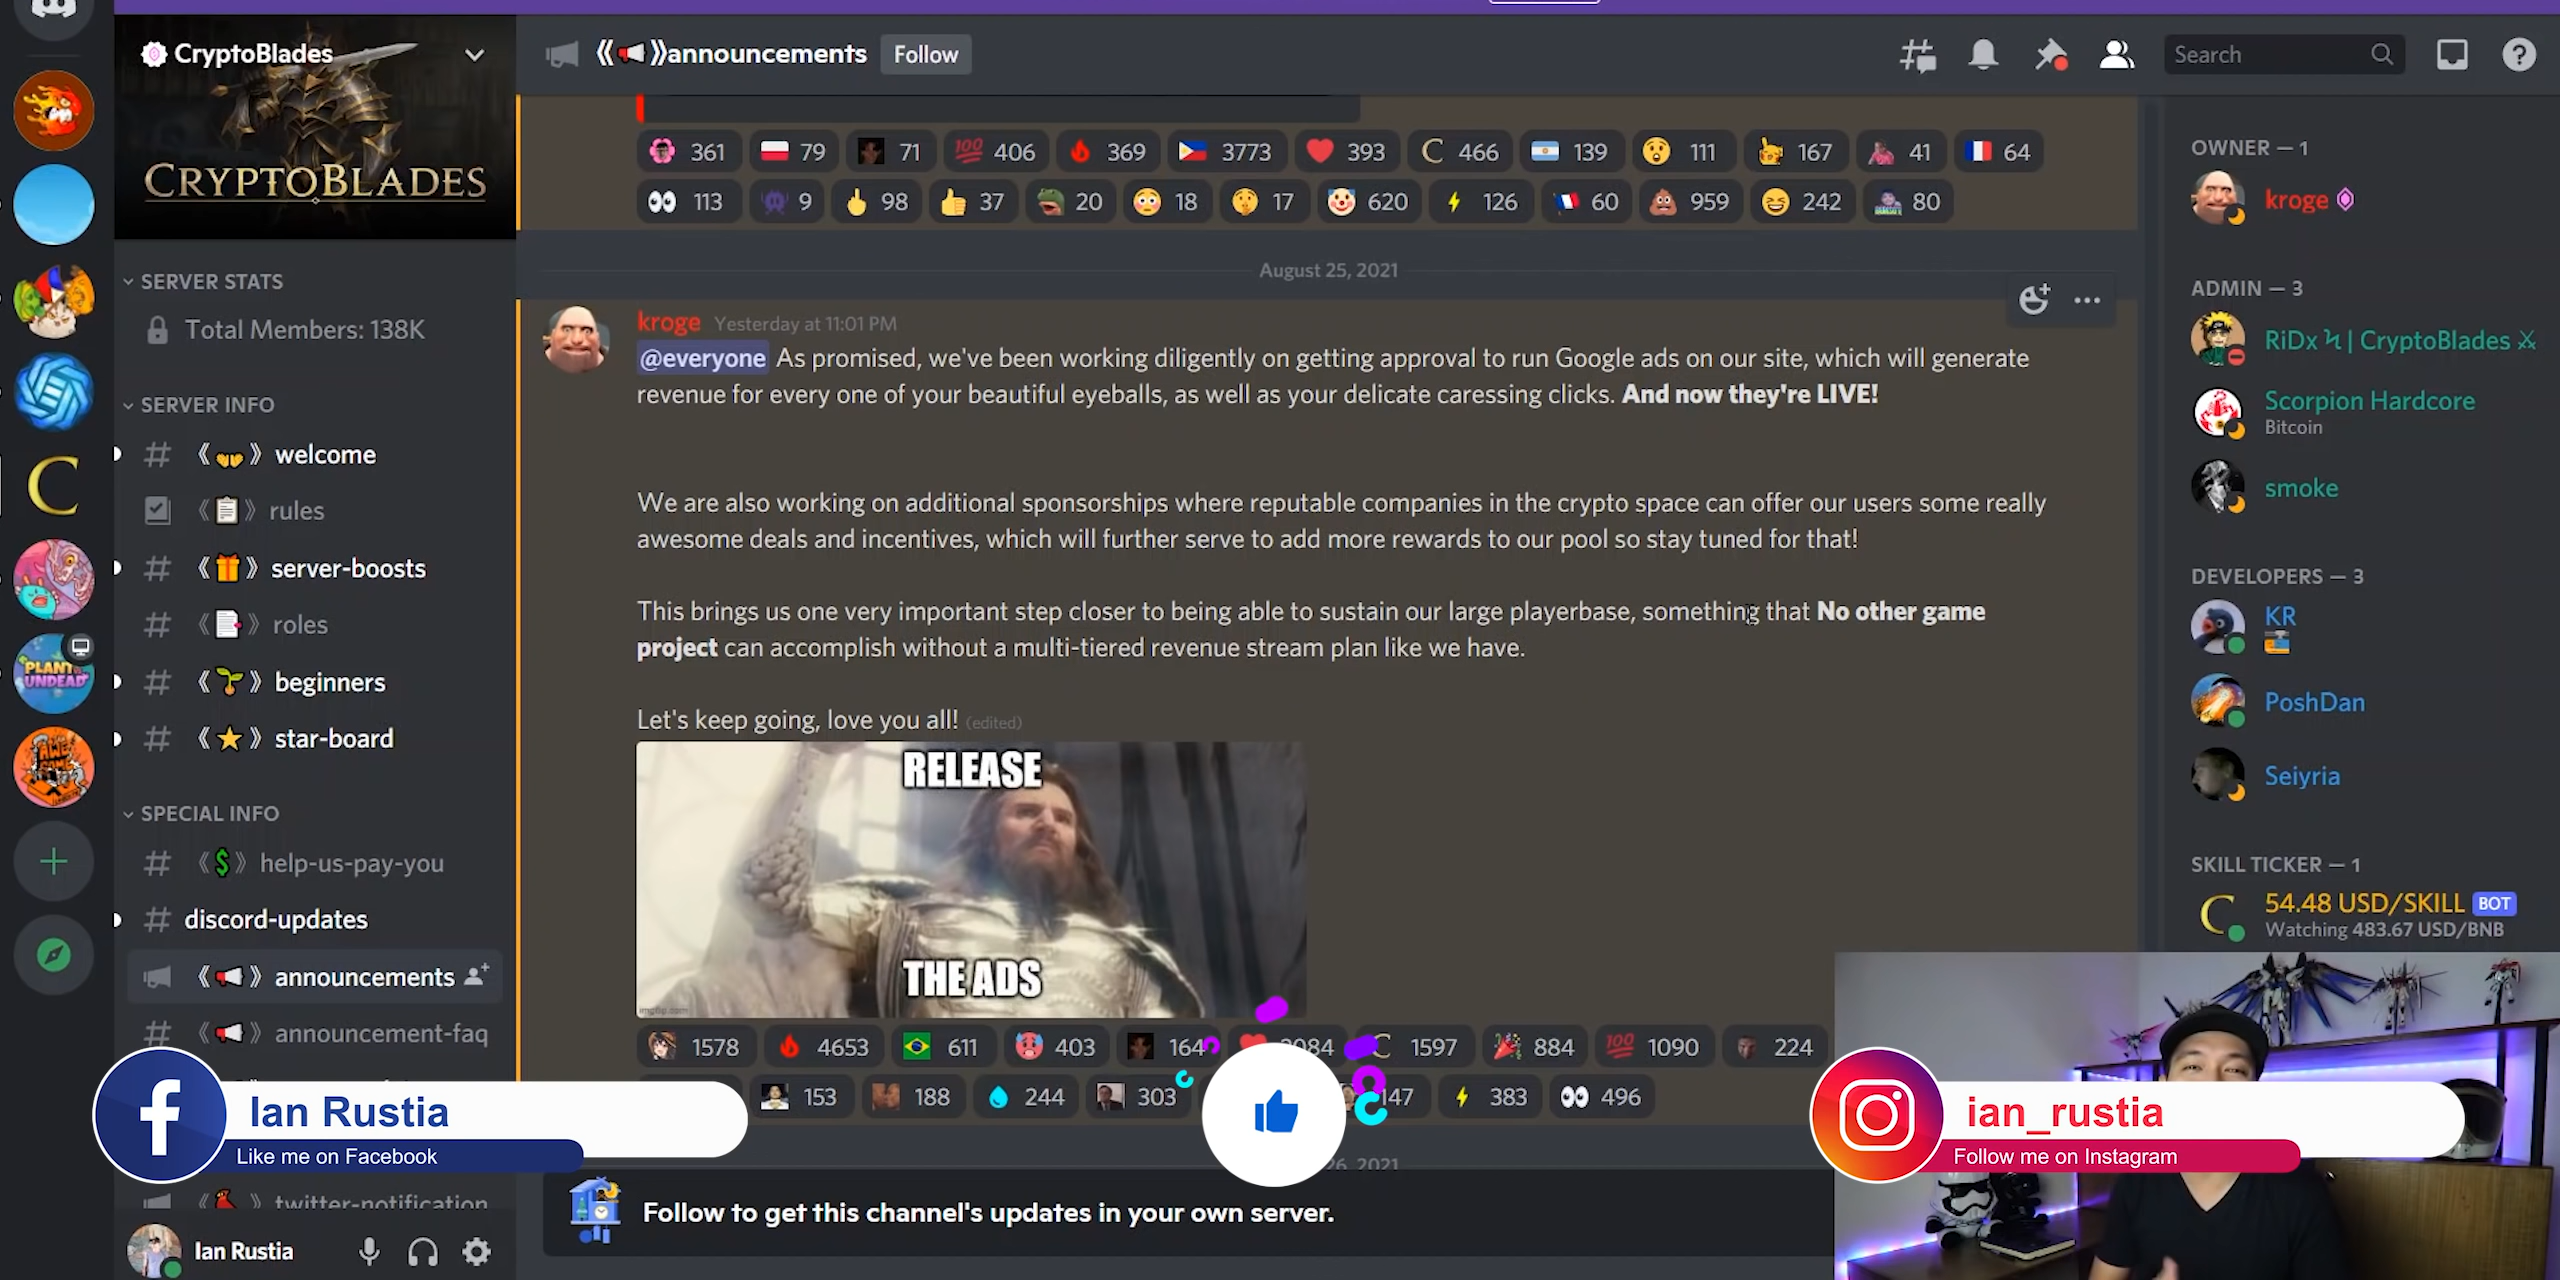 CryptoBlades
CRYPTOBLADES
SERVER STATS
Total Members: 138K
SERVER INFO
welcome
rules
server-boosts
roles
beginners
star-board
SPECIAL INFO
help-us-pay-you
discord-updates
announcements
announcement-faq
twitter-notification
Ian Rustia
PLANT
UNDEAD
announcements
Follow
Search
361 79 71 100 406 369 3773 393 466 139 111 167 41 64
113 9 98 37 20 18 17 620 126 60 959 242 80
August 25, 2021
kroge Yesterday at 11:01 PM
@everyone As promised, we've been working diligently on getting approval to run Google ads on our site, which will generate
revenue for every one of your beautiful eyeballs, as well as your delicate caressing clicks. And now they're LIVE!
We are also working on additional sponsorships where reputable companies in the crypto space can offer our users some really
awesome deals and incentives, which will further serve to add more rewards to our pool so stay tuned for that!
This brings us one very important step closer to being able to sustain our large playerbase, something that No other game
project can accomplish without a multi-tiered revenue stream plan like we have.
Let's keep going, love you all! (edited)
RELEASE
THE ADS
imgflip.com
1578 4653 611 403 164 084 1597 884 100 1090 224
153 188 244 303 147 383 496
26, 2021
Follow to get this channel's updates in your own server.
OWNER — 1
kroge
ADMIN — 3
RiDx Ϟ | CryptoBlades ⚔
Scorpion Hardcore
Bitcoin
smoke
DEVELOPERS — 3
KR
PoshDan
Seiyria
SKILL TICKER — 1
54.48 USD/SKILL BOT
Watching 483.67 USD/BNB
Ian Rustia
Like me on Facebook
ian_rustia
Follow me on Instagram